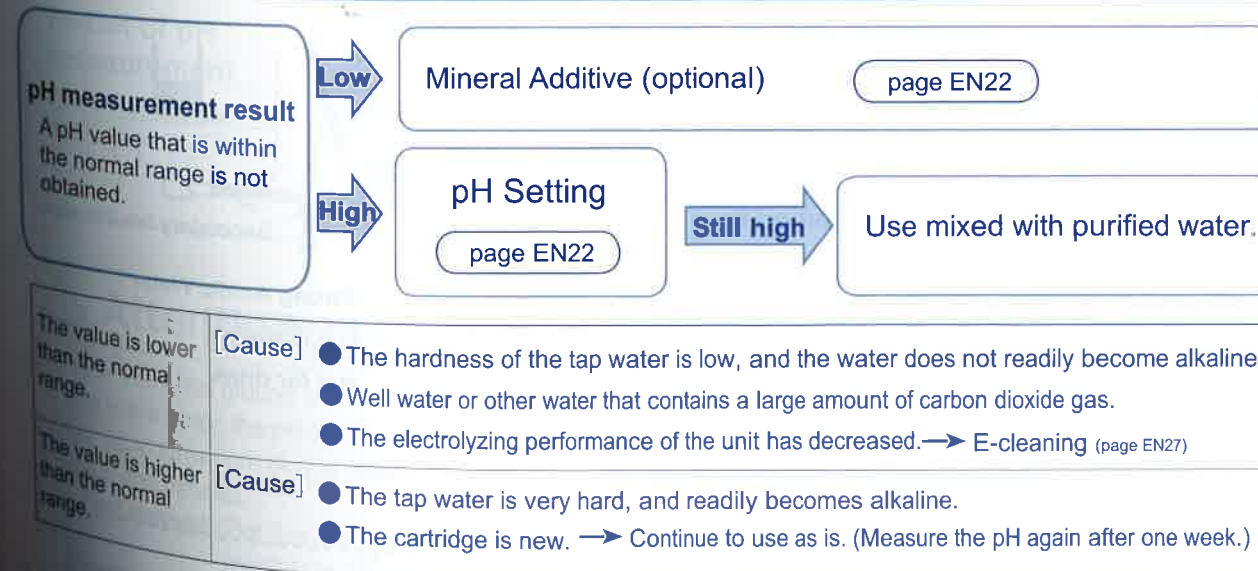 pH measurement result
A pH value that is within
the normal range is not
obtained.
Low
Mineral Additive (optional)
page EN22
High
pH Setting
page EN22
Still high
Use mixed with purified water.
The value is lower
than the normal
range.
[Cause]
●The hardness of the tap water is low, and the water does not readily become alkaline
●Well water or other water that contains a large amount of carbon dioxide gas.
●The electrolyzing performance of the unit has decreased.→ E-cleaning (page EN27)
The value is higher
than the normal
range.
[Cause]
●The tap water is very hard, and readily becomes alkaline.
●The cartridge is new. → Continue to use as is. (Measure the pH again after one week.)